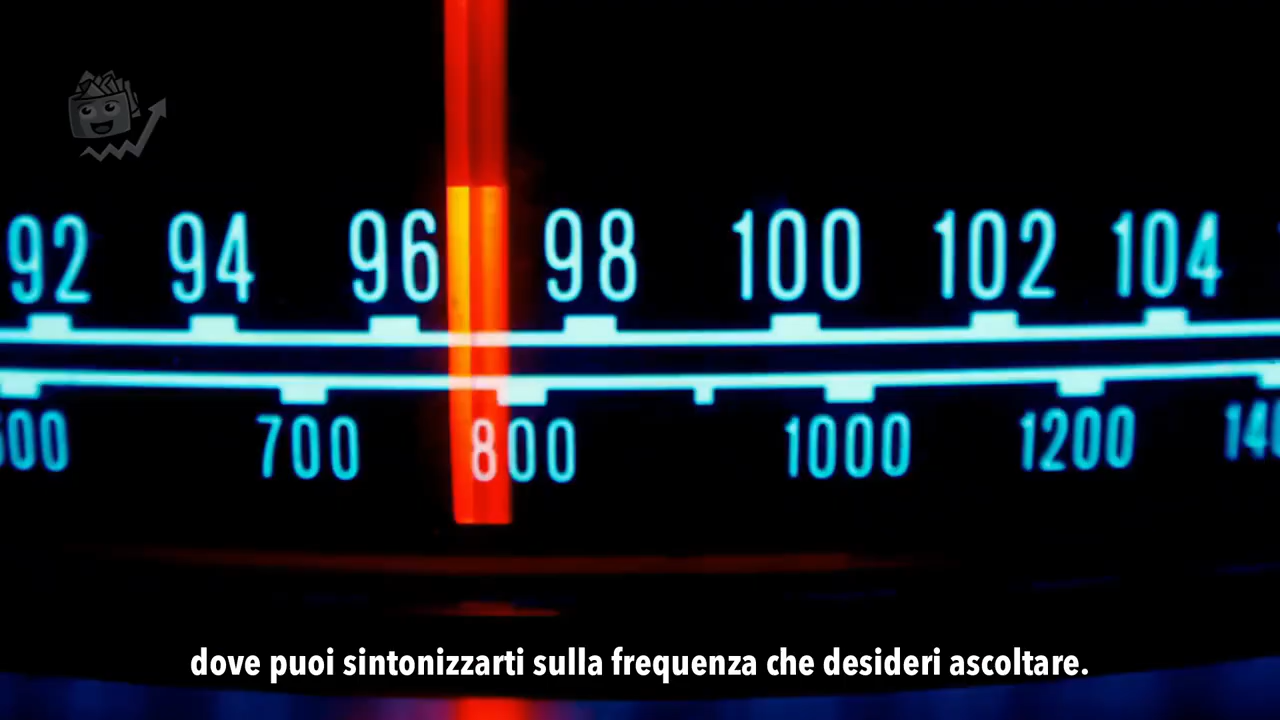 92 94 96 98 100 102 104
700 800 1000 1200
dove puoi sintonizzarti sulla frequenza che desideri ascoltare.